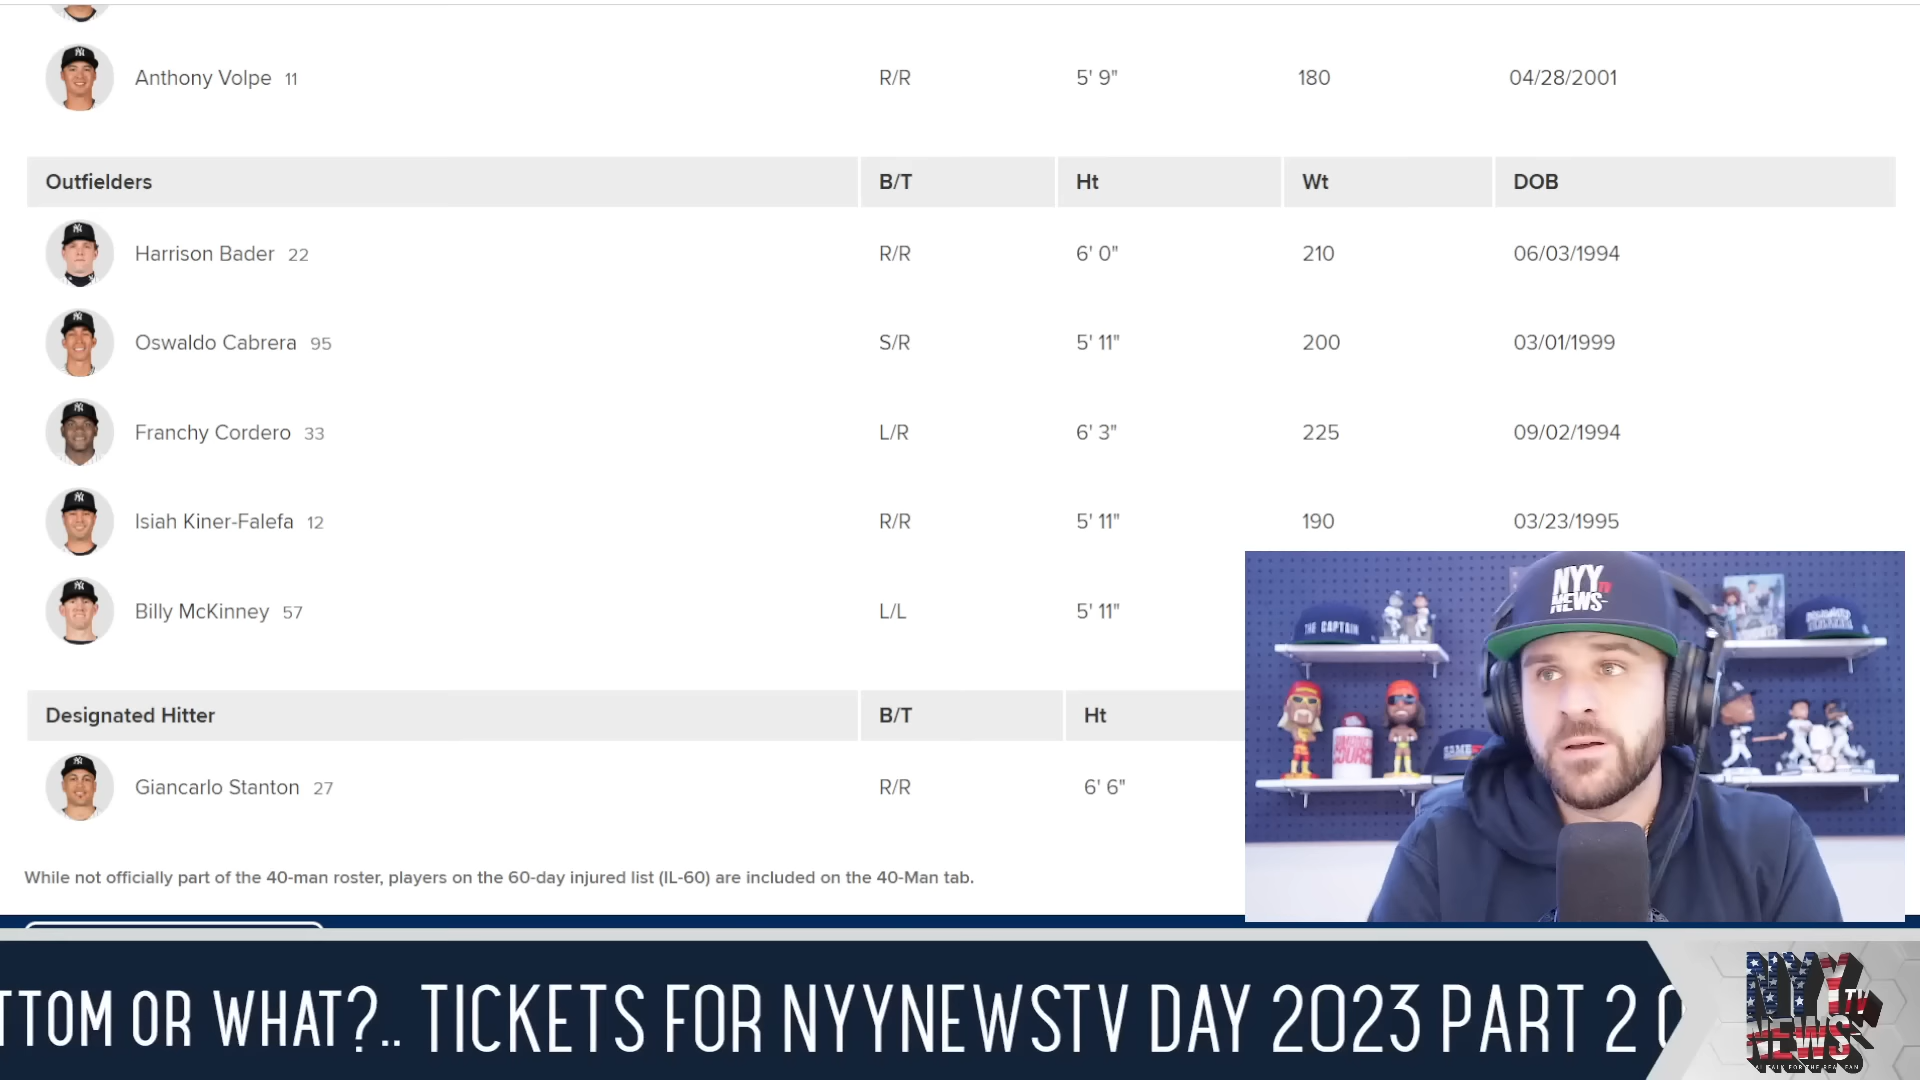 Anthony Volpe 11 R/R 5' 9" 180 04/28/2001
Outfielders B/T Ht Wt DOB
Harrison Bader 22 R/R 6' 0" 210 06/03/1994
Oswaldo Cabrera 95 S/R 5' 11" 200 03/01/1999
Franchy Cordero 33 L/R 6' 3" 225 09/02/1994
Isiah Kiner-Falefa 12 R/R 5' 11" 190 03/23/1995
Billy McKinney 57 L/L 5' 11"
Designated Hitter B/T Ht
Giancarlo Stanton 27 R/R 6' 6"
While not officially part of the 40-man roster, players on the 60-day injured list (IL-60) are included on the 40-Man tab.
NYY TV
NEWS
THE CAPTAIN
TTOM OR WHAT?.. TICKETS FOR NYYNEWSTV DAY 2023 PART 2
NYY TV
NEWS